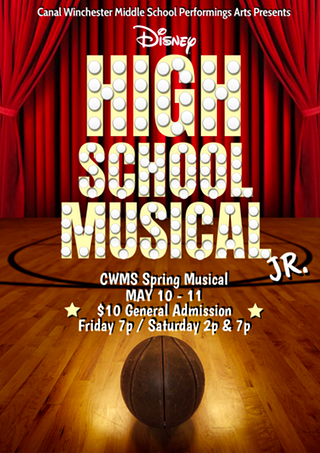 Canal Winchester Middle School Performings Arts Presents
Disney
HIGH
SCHOOL
MUSICAL
JR.
CWMS Spring Musical
MAY 10 - 11
$10 General Admission
Friday 7p / Saturday 2p & 7p